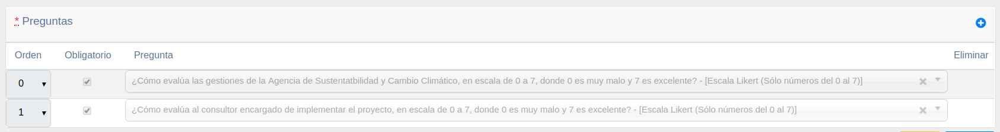 * Preguntas
Orden Obligatorio Pregunta Eliminar
0 ¿Cómo evalúa las gestiones de la Agencia de Sustentatbilidad y Cambio Climático, en escala de 0 a 7, donde 0 es muy malo y 7 es excelente? - [Escala Likert (Sólo números del 0 al 7)]
1 ¿Cómo evalúa al consultor encargado de implementar el proyecto, en escala de 0 a 7, donde 0 es muy malo y 7 es excelente? - [Escala Likert (Sólo números del 0 al 7)]